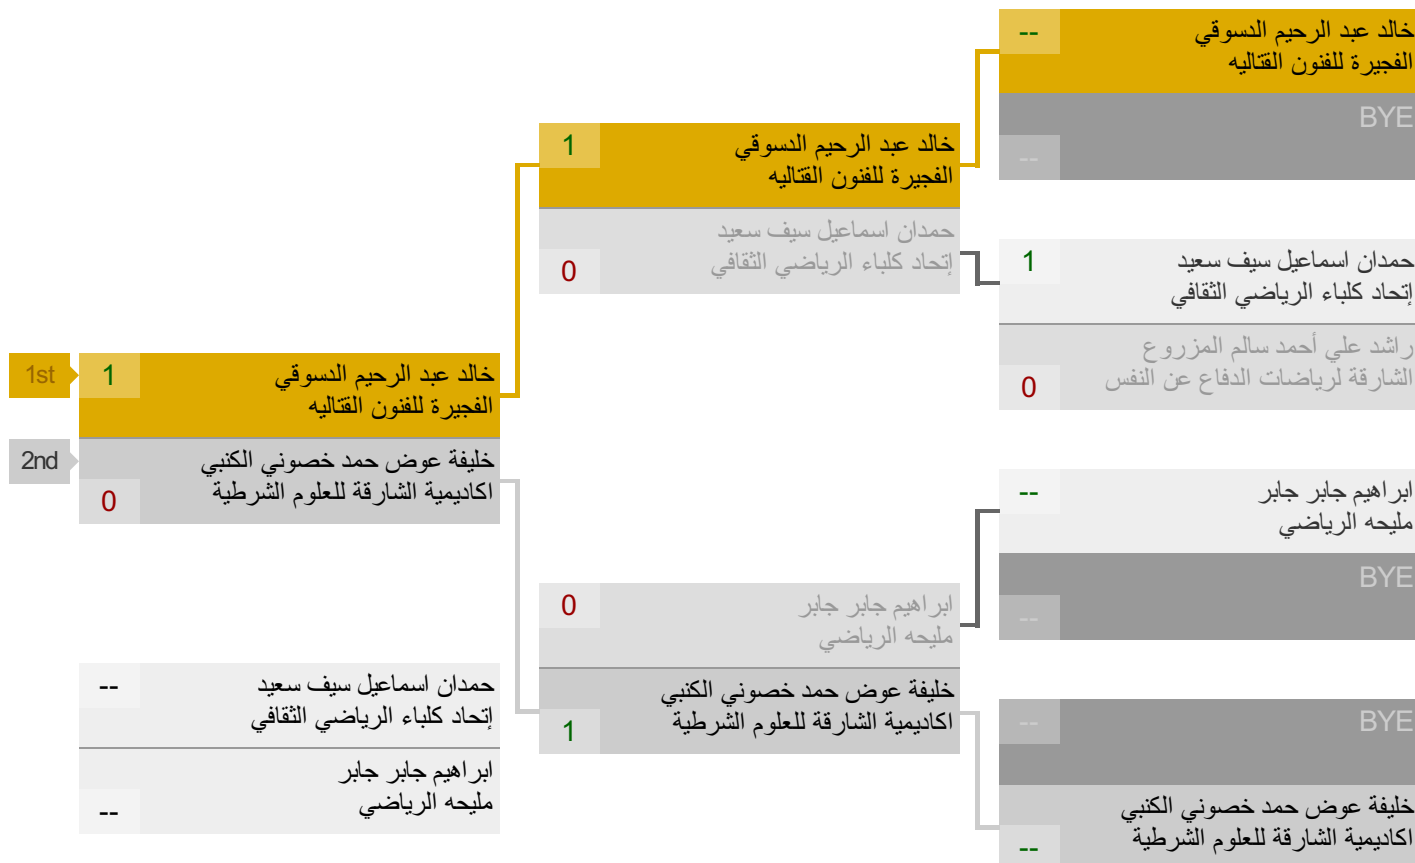 --
خالد عبد الرحيم الدسوقي
الفجيرة للفنون القتاليه
BYE
--
1
خالد عبد الرحيم الدسوقي
الفجيرة للفنون القتاليه
حمدان اسماعيل سيف سعيد
إتحاد كلباء الرياضي الثقافي
0
1
حمدان اسماعيل سيف سعيد
إتحاد كلباء الرياضي الثقافي
راشد علي أحمد سالم المزروع
الشارقة لرياضات الدفاع عن النفس
0
1st
1
خالد عبد الرحيم الدسوقي
الفجيرة للفنون القتاليه
2nd
خليفة عوض حمد خصوني الكنبي
اكاديمية الشارقة للعلوم الشرطية
0
--
ابراهيم جابر جابر
مليحه الرياضي
BYE
--
0
ابراهيم جابر جابر
مليحه الرياضي
خليفة عوض حمد خصوني الكنبي
اكاديمية الشارقة للعلوم الشرطية
1
--
حمدان اسماعيل سيف سعيد
إتحاد كلباء الرياضي الثقافي
ابراهيم جابر جابر
مليحه الرياضي
--
--
BYE
خليفة عوض حمد خصوني الكنبي
اكاديمية الشارقة للعلوم الشرطية
--